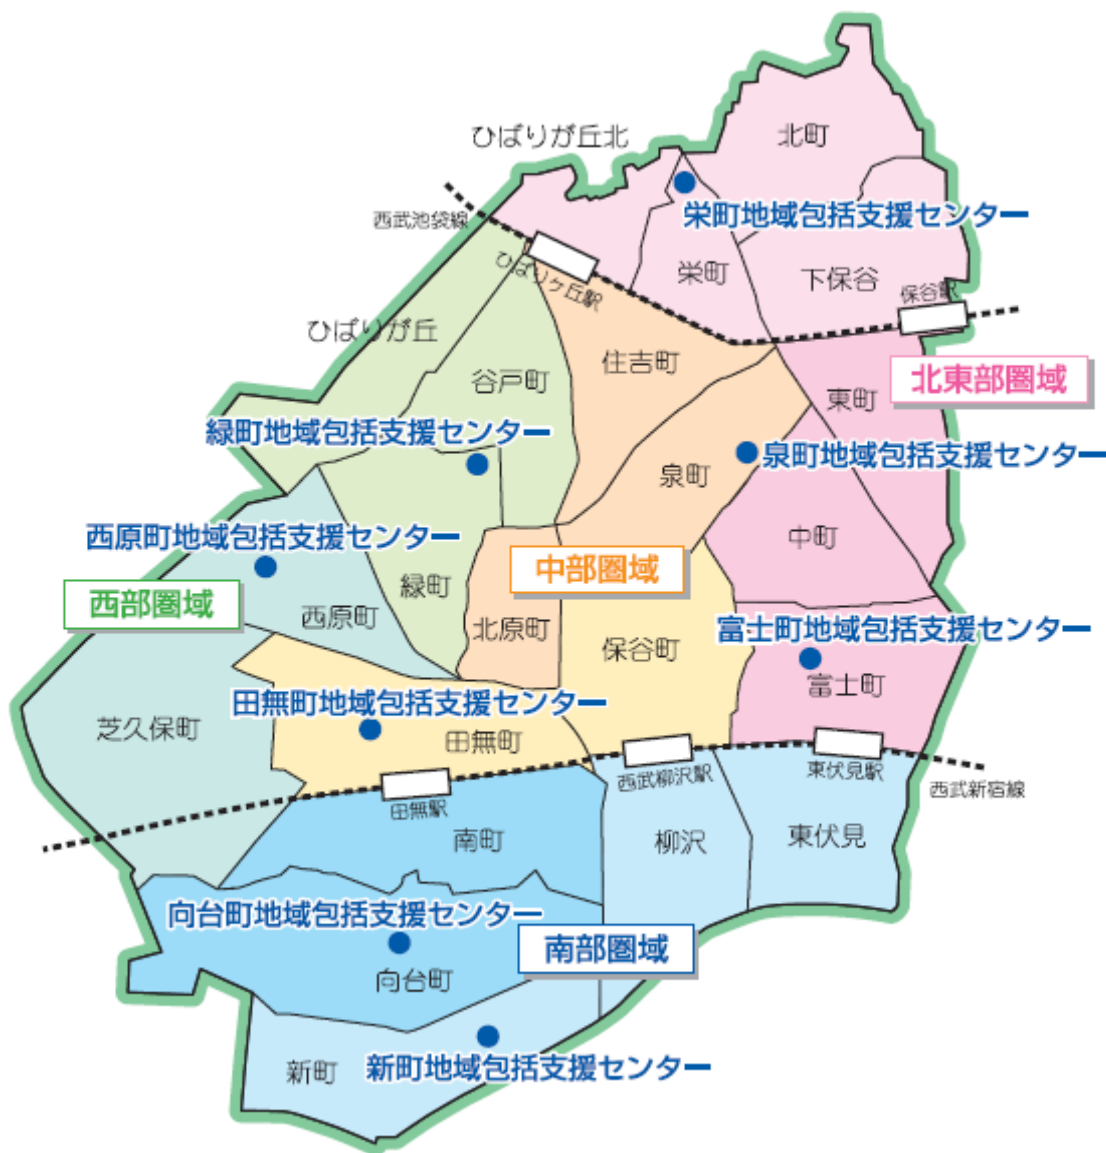 北町
ひばりが丘北
栄町地域包括支援センター
西武池袋線
ひばりヶ丘駅
栄町
下保谷
保谷駅
ひばりが丘
住吉町
谷戸町
東町
北東部圏域
緑町地域包括支援センター
泉町地域包括支援センター
泉町
西原町地域包括支援センター
中町
中部圏域
緑町
西部圏域
西原町
北原町
保谷町
富士町地域包括支援センター
富士町
田無町地域包括支援センター
芝久保町
田無町
西武柳沢駅
東伏見駅
西武新宿線
田無駅
南町
柳沢
東伏見
向台町地域包括支援センター
南部圏域
向台町
新町
新町地域包括支援センター